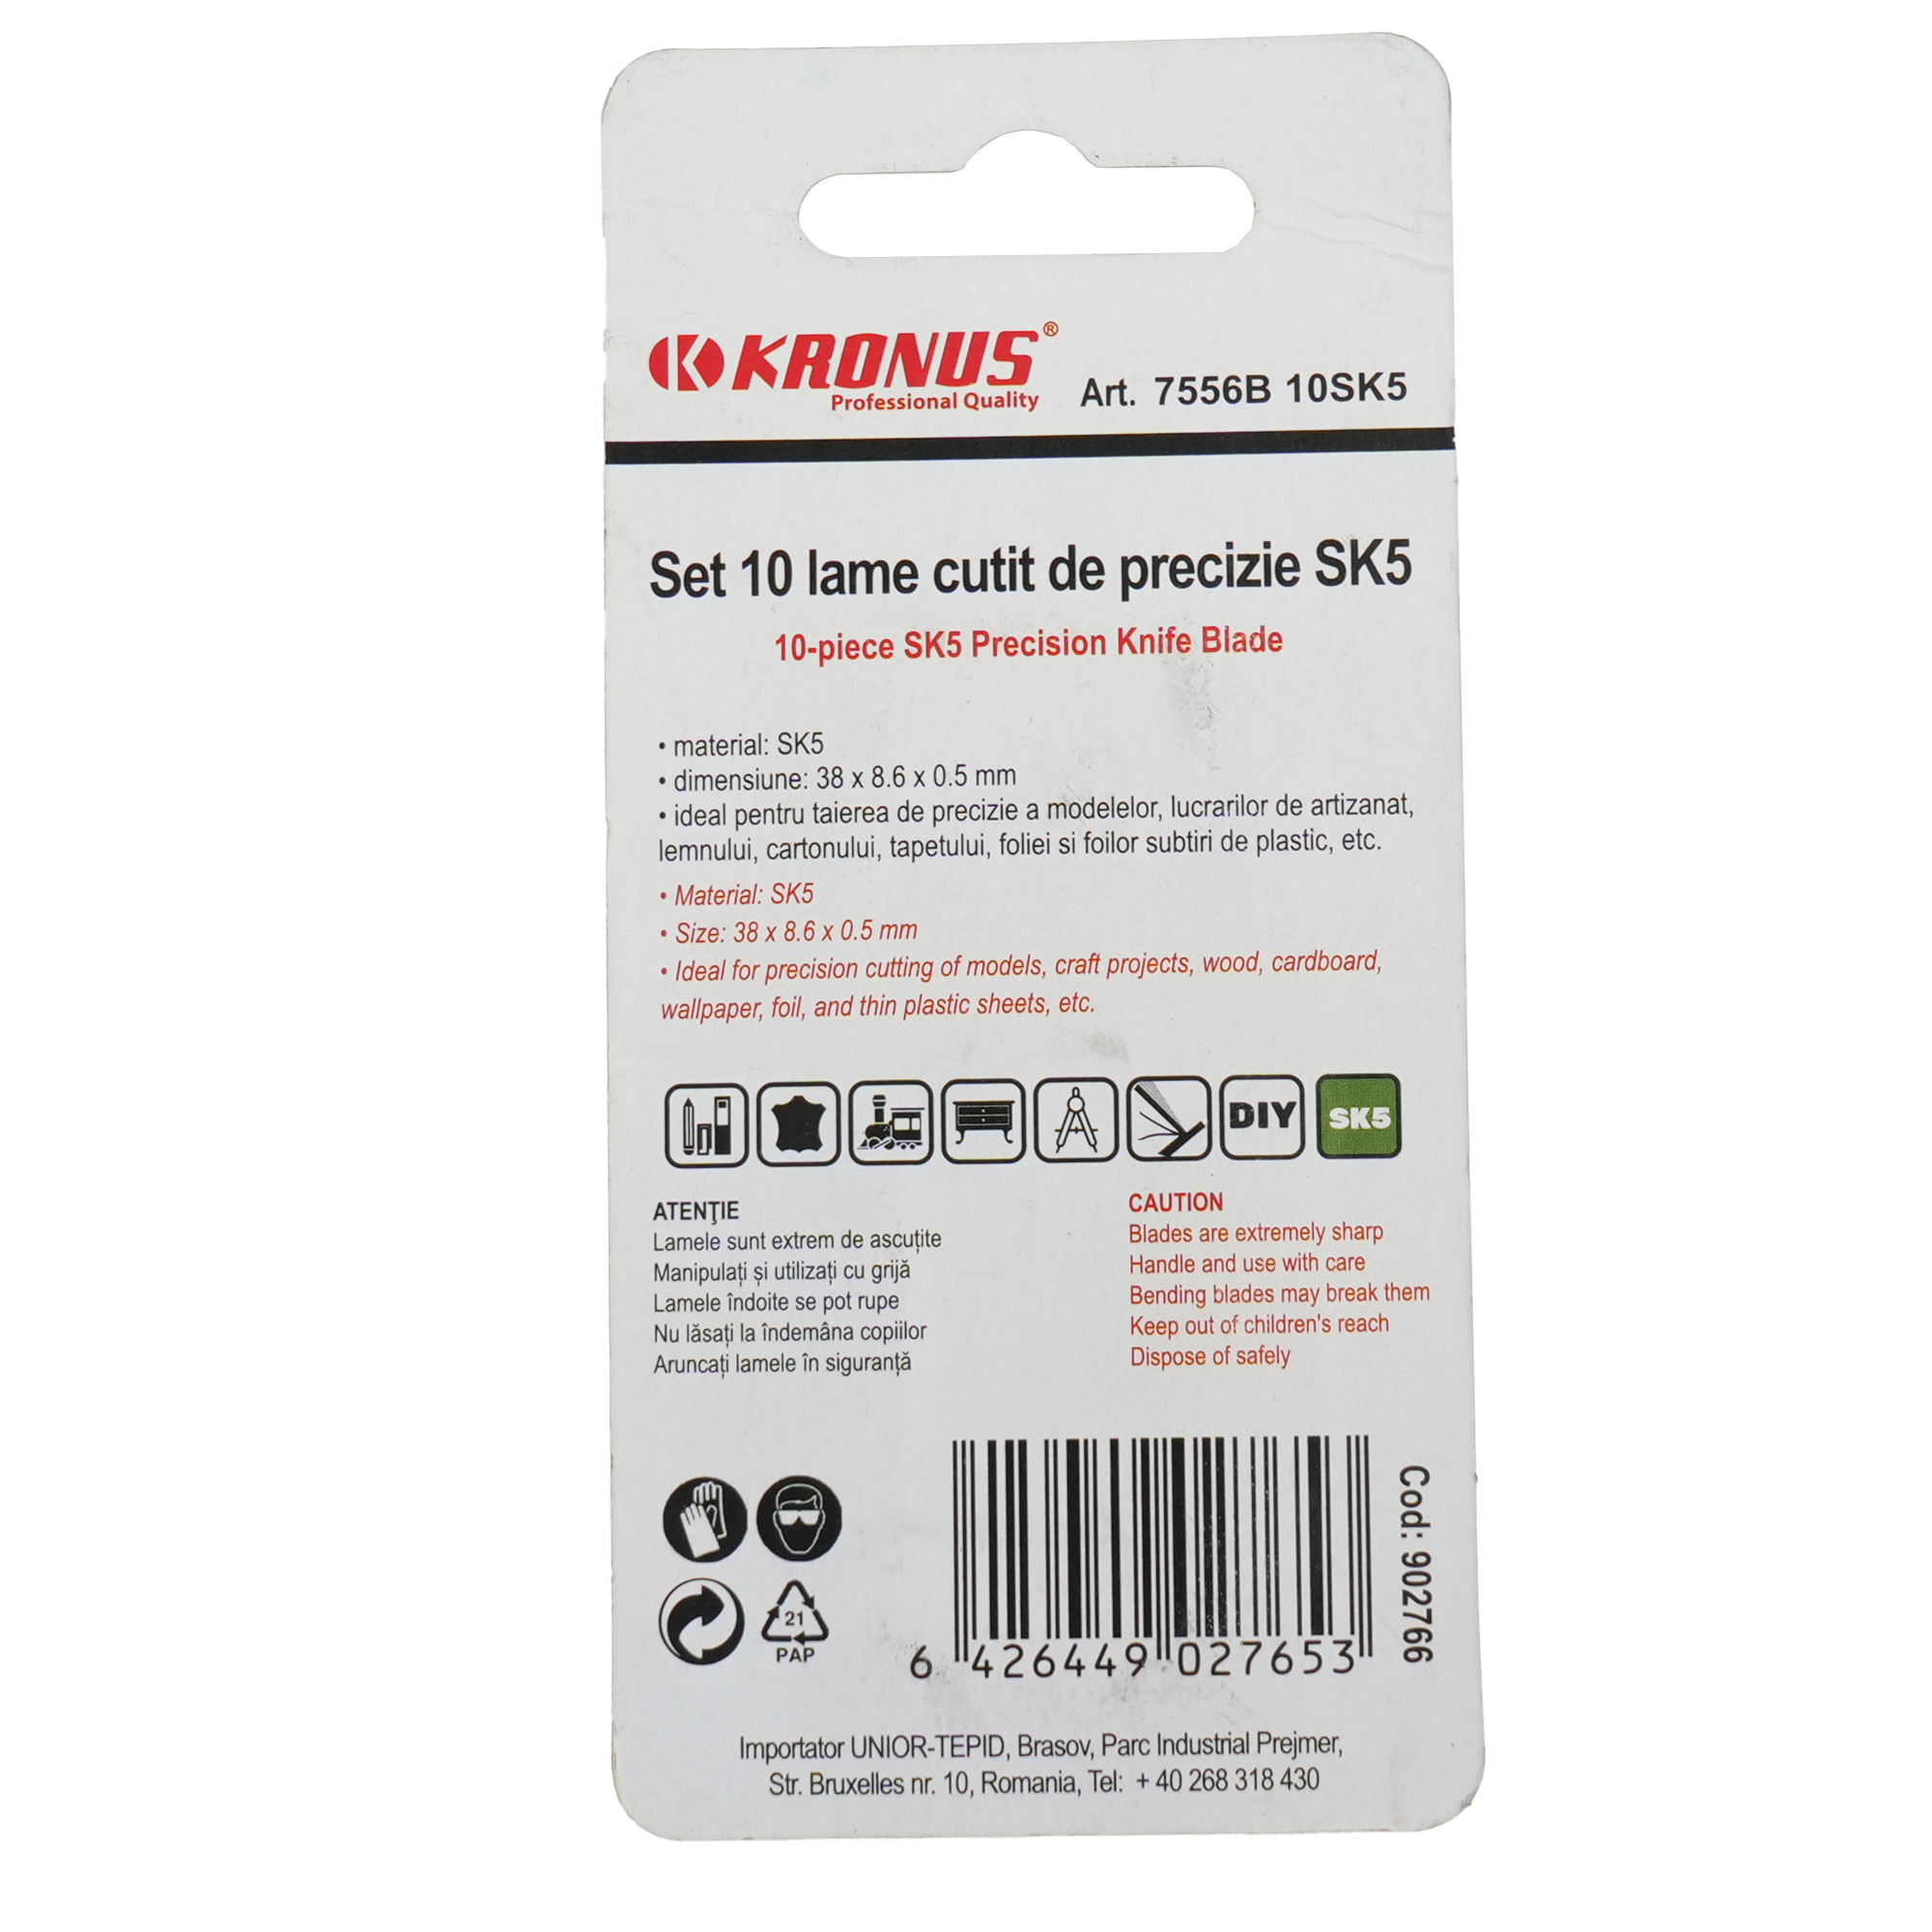 KRONUS®
Professional Quality
Art. 7556B 10SK5
Set 10 lame cutit de precizie SK5
10-piece SK5 Precision Knife Blade
• material: SK5
• dimensiune: 38 x 8.6 x 0.5 mm
• ideal pentru taierea de precizie a modelelor, lucrarilor de artizanat,
lemnului, cartonului, tapetului, foliei si foilor subtiri de plastic, etc.
• Material: SK5
• Size: 38 x 8.6 x 0.5 mm
• Ideal for precision cutting of models, craft projects, wood, cardboard,
wallpaper, foil, and thin plastic sheets, etc.
DIY
SK5
ATENŢIE
Lamele sunt extrem de ascuțite
Manipulați și utilizați cu grijă
Lamele îndoite se pot rupe
Nu lăsați la îndemâna copiilor
Aruncați lamele în siguranță
CAUTION
Blades are extremely sharp
Handle and use with care
Bending blades may break them
Keep out of children's reach
Dispose of safely
21
PAP
6 426449 027653
Cod: 902766
Importator UNIOR-TEPID, Brasov, Parc Industrial Prejmer,
Str. Bruxelles nr. 10, Romania, Tel: + 40 268 318 430